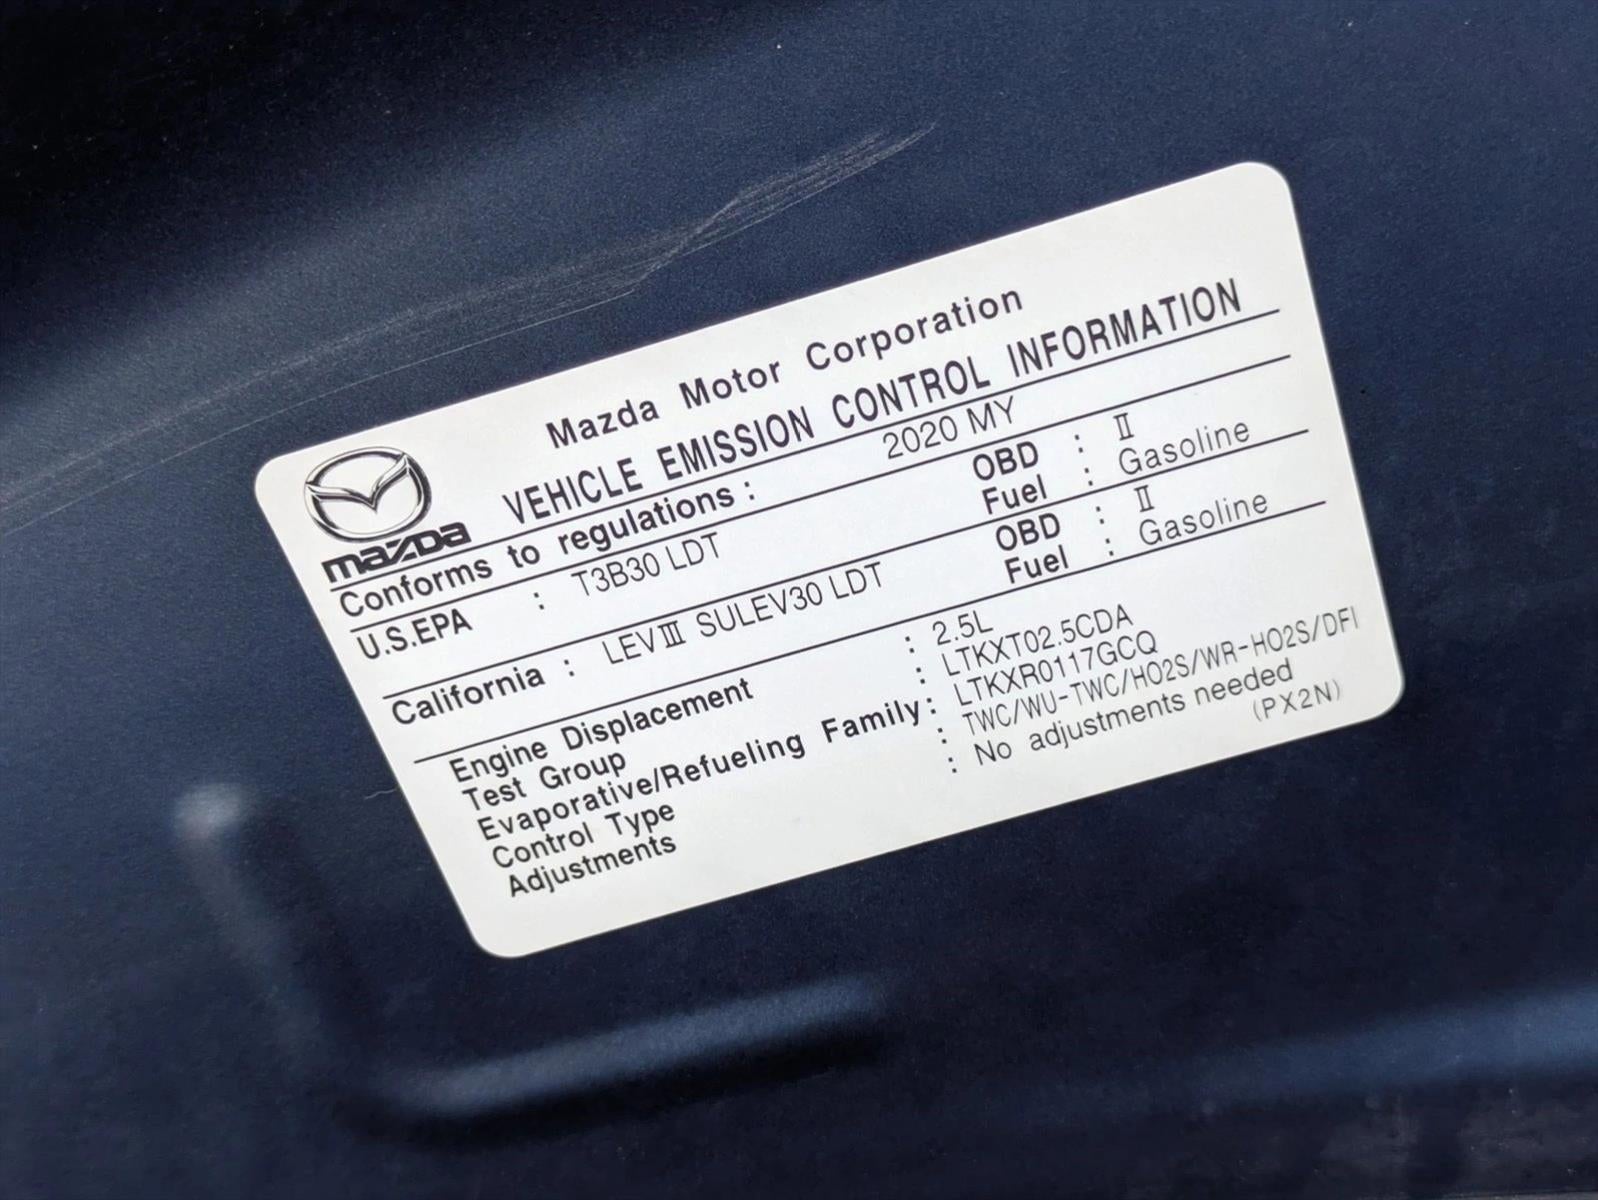 Mazda Motor Corporation
mazda VEHICLE EMISSION CONTROL INFORMATION
Conforms to regulations : 2020 MY
U.S.EPA : T3B30 LDT OBD : Ⅱ
Fuel : Gasoline
California : LEVⅢ SULEV30 LDT OBD : Ⅱ
Fuel : Gasoline
Engine Displacement : 2.5L
Test Group : LTKXT02.5CDA
Evaporative/Refueling Family : LTKXR0117GCQ
Control Type : TWC/WU-TWC/HO2S/WR-HO2S/DFI
Adjustments : No adjustments needed
(PX2N)